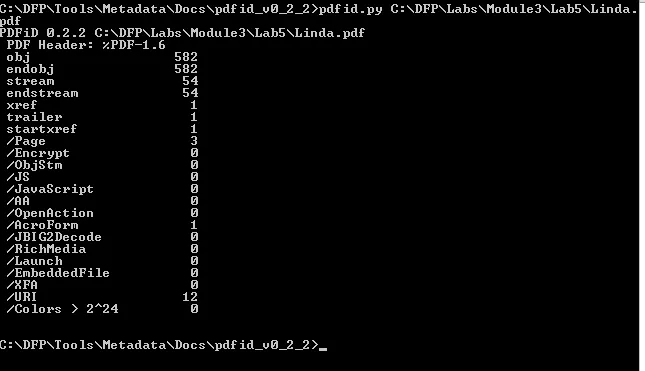 C:\DFP\Tools\Metadata\Docs\pdfid_v0_2_2>pdfid.py C:\DFP\Labs\Module3\Lab5\Linda.
pdf
PDFiD 0.2.2 C:\DFP\Labs\Module3\Lab5\Linda.pdf
 PDF Header: %PDF-1.6
 obj                  582
 endobj               582
 stream                54
 endstream             54
 xref                   1
 trailer                1
 startxref              1
 /Page                  3
 /Encrypt               0
 /ObjStm                0
 /JS                    0
 /JavaScript            0
 /AA                    0
 /OpenAction            0
 /AcroForm              1
 /JBIG2Decode           0
 /RichMedia             0
 /Launch                0
 /EmbeddedFile          0
 /XFA                   0
 /URI                  12
 /Colors > 2^24         0
C:\DFP\Tools\Metadata\Docs\pdfid_v0_2_2>_